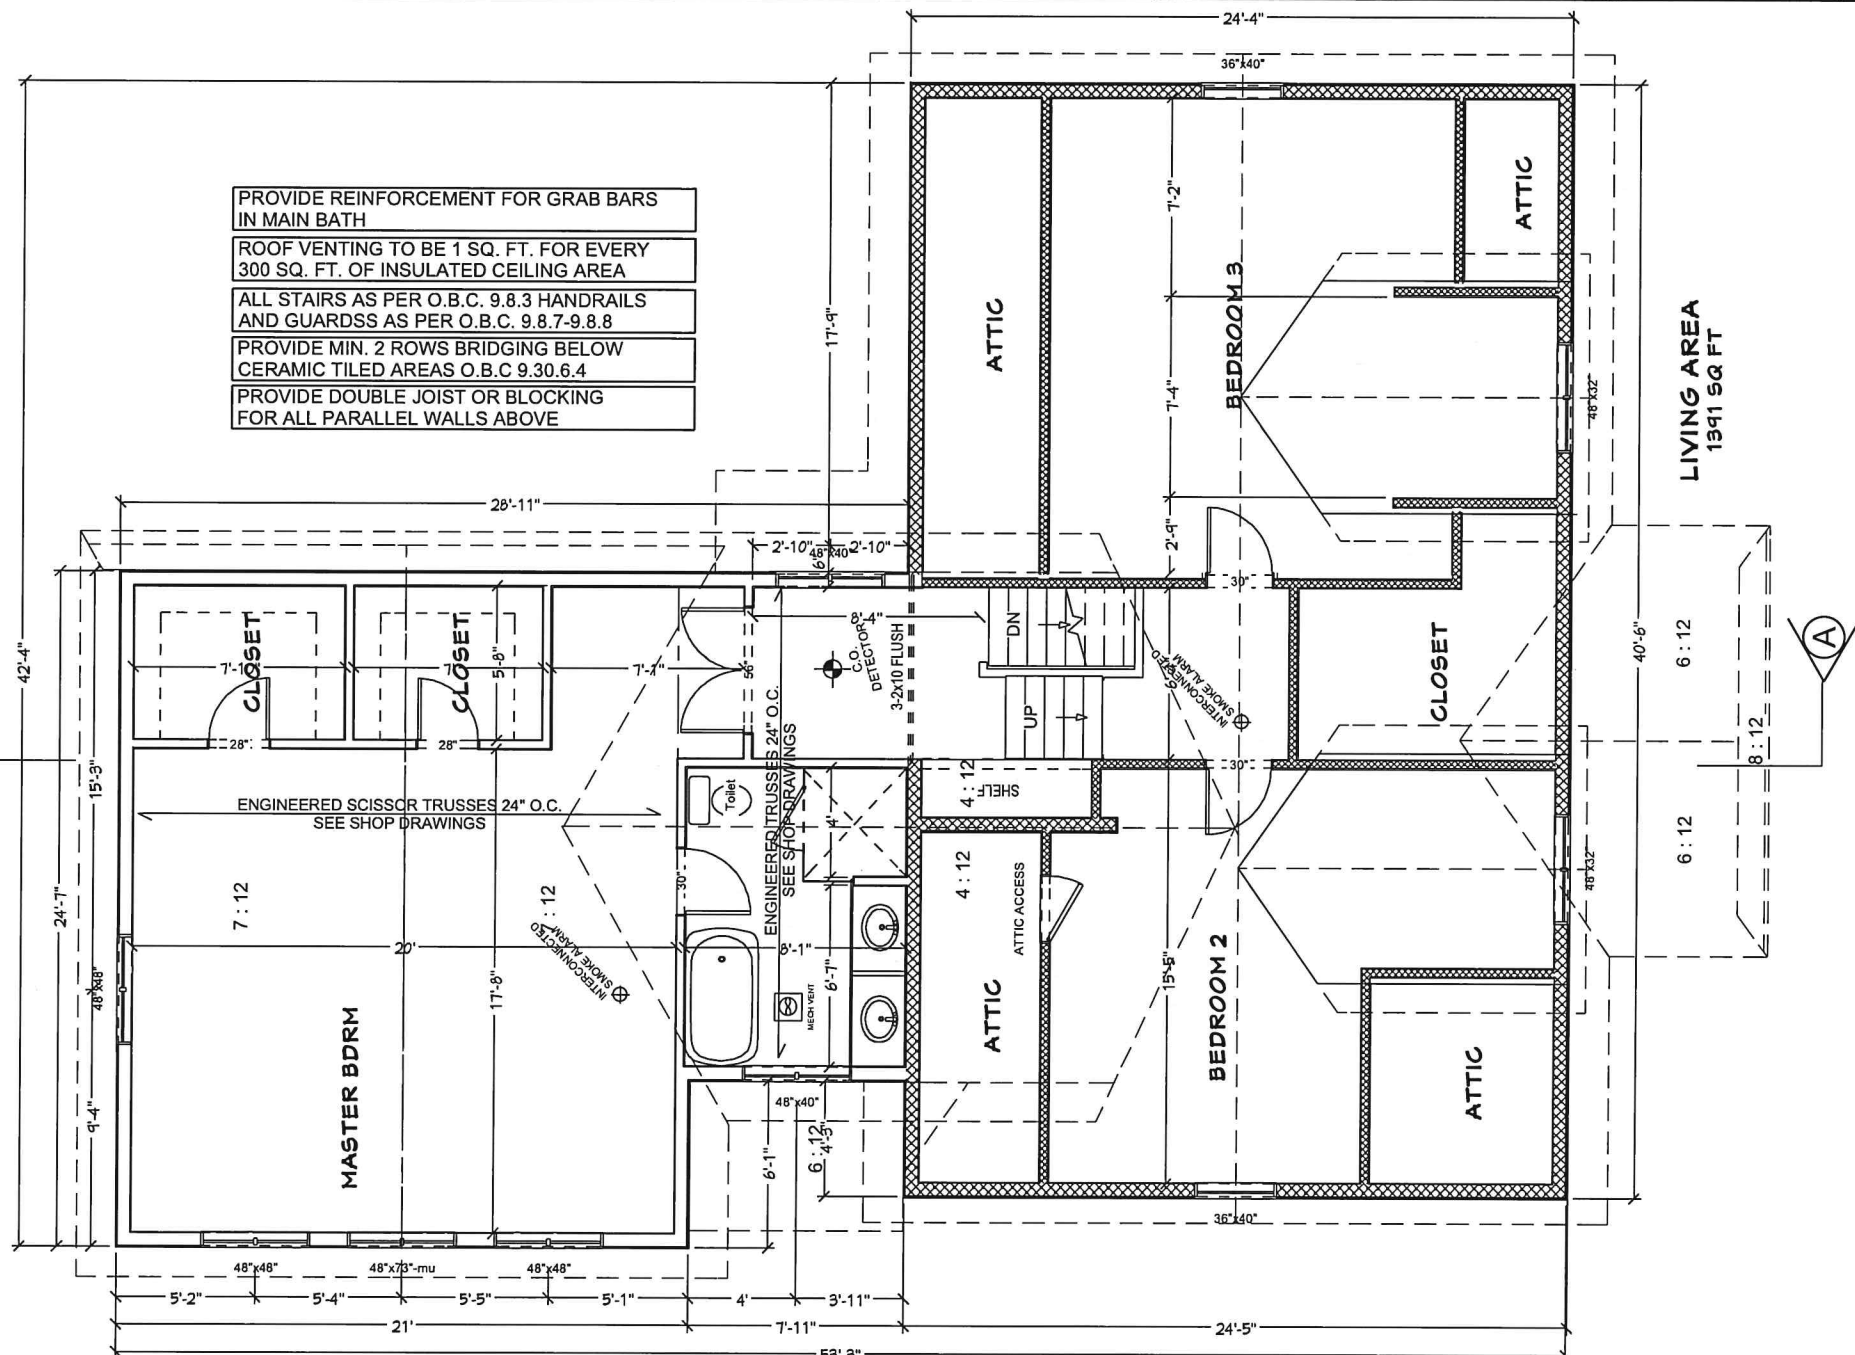 24'-4"
36"x40"
PROVIDE REINFORCEMENT FOR GRAB BARS
IN MAIN BATH
ROOF VENTING TO BE 1 SQ. FT. FOR EVERY
300 SQ. FT. OF INSULATED CEILING AREA
ALL STAIRS AS PER O.B.C. 9.8.3 HANDRAILS
AND GUARDSS AS PER O.B.C. 9.8.7-9.8.8
PROVIDE MIN. 2 ROWS BRIDGING BELOW
CERAMIC TILED AREAS O.B.C 9.30.6.4
PROVIDE DOUBLE JOIST OR BLOCKING
FOR ALL PARALLEL WALLS ABOVE
42'-4"
17'-9"
ATTIC
7'-2"
BEDROOM 3
7'-4"
2'-9"
ATTIC
48"x32"
LIVING AREA
1391 SQ FT
28'-11"
2'-10"
48"x40"
2'-10"
30"
CLOSET
CLOSET
5'-8"
7'-1"
28"
28"
8'-4"
C.O.
DETECTOR
3-2x10 FLUSH
DN
UP
INTERCONNECTED
SMOKE ALARM
CLOSET
40'-6"
6 : 12
A
8 : 12
6 : 12
30"
4 : 12
SHELF
15'-3"
24'-7"
9'-4"
ENGINEERED SCISSOR TRUSSES 24" O.C.
SEE SHOP DRAWINGS
ENGINEERED TRUSSES 24" O.C.
SEE SHOP DRAWINGS
Toilet
4'
30"
7 : 12
20'
INTERCONNECTED
SMOKE ALARM
17'-8"
8'-1"
6'-7"
MECH VENT
48"x48"
MASTER BDRM
4 : 12
ATTIC ACCESS
ATTIC
15'-5"
BEDROOM 2
48"x32"
ATTIC
48"x40"
6 : 12
4'-3"
6'-1"
36"x40"
48"x48"
48"x73"-mu
48"x48"
5'-2"
5'-4"
5'-5"
5'-1"
4'
3'-11"
21'
7'-11"
24'-5"
53'-3"